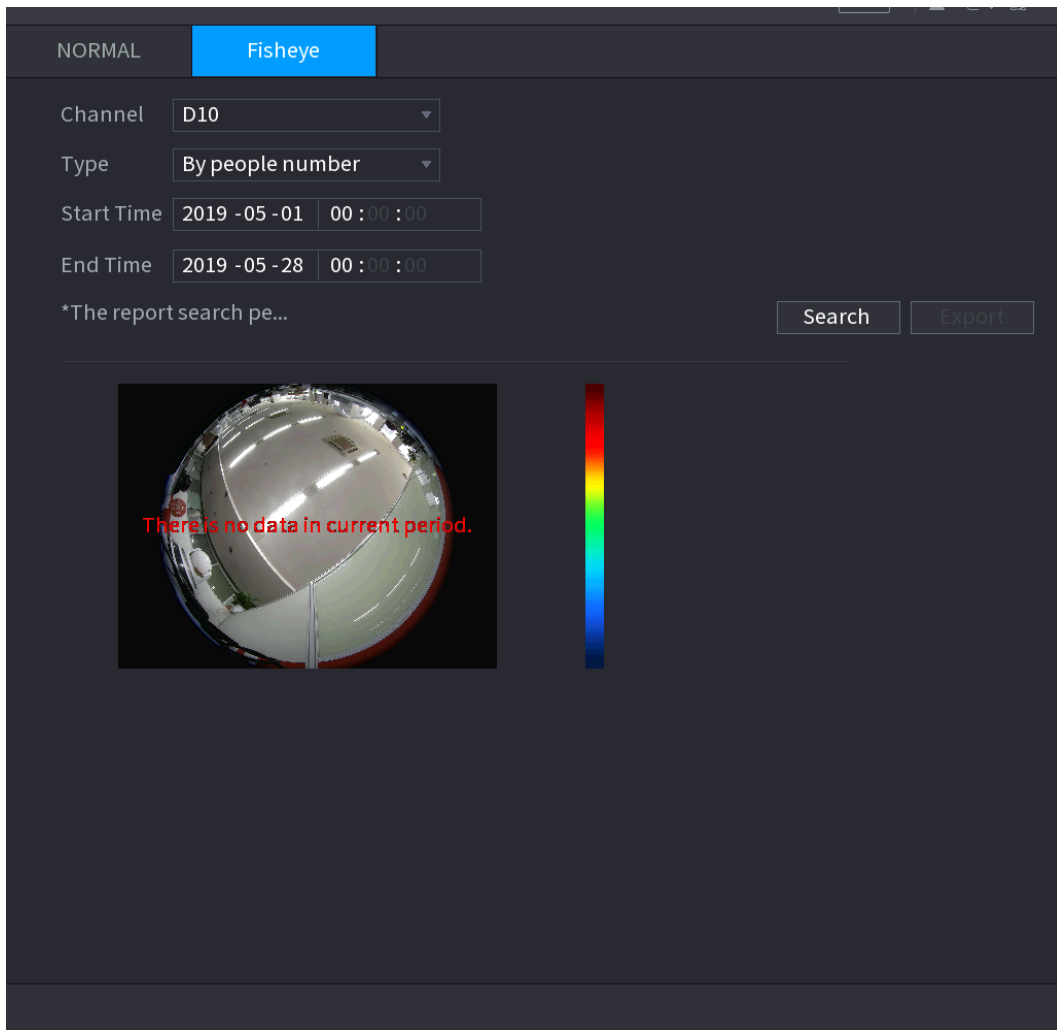 NORMAL Fisheye
Channel D10
Type By people number
Start Time 2019 -05 -01 00 :00 :00
End Time 2019 -05 -28 00 :00 :00
*The report search pe...
Search Export
There is no data in current period.